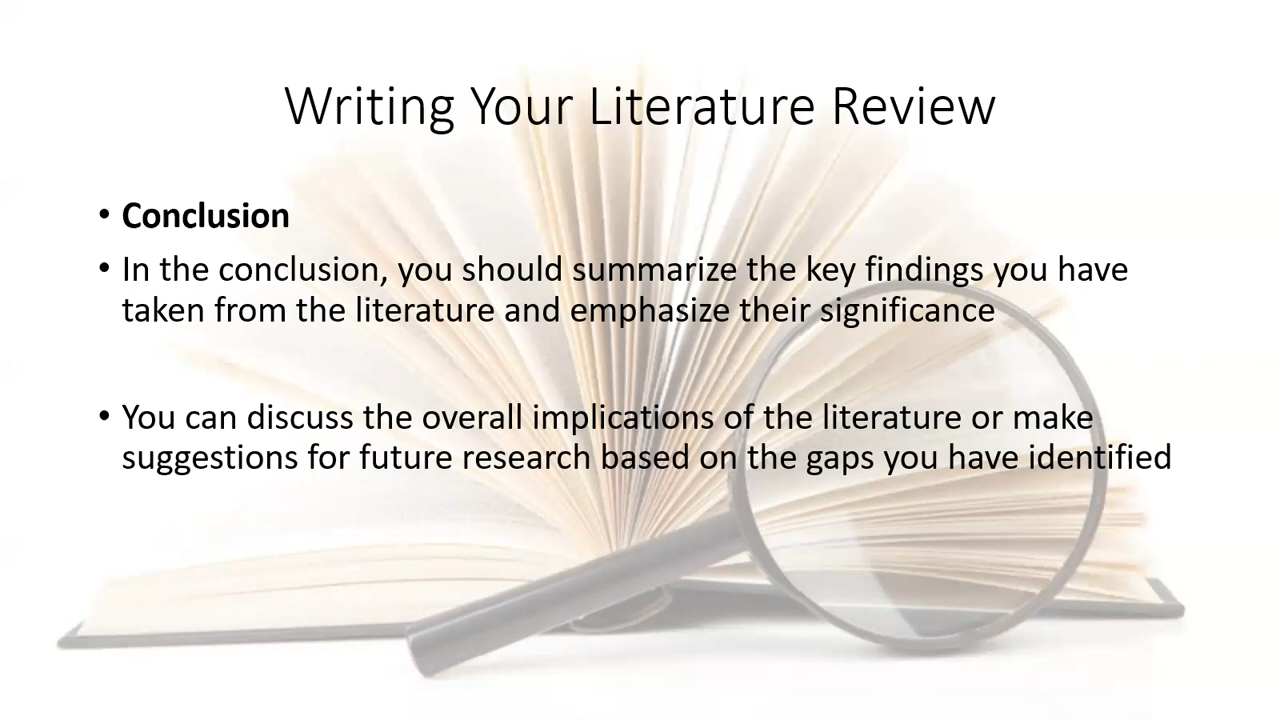 Writing Your Literature Review
• Conclusion
• In the conclusion, you should summarize the key findings you have
taken from the literature and emphasize their significance
• You can discuss the overall implications of the literature or make
suggestions for future research based on the gaps you have identified